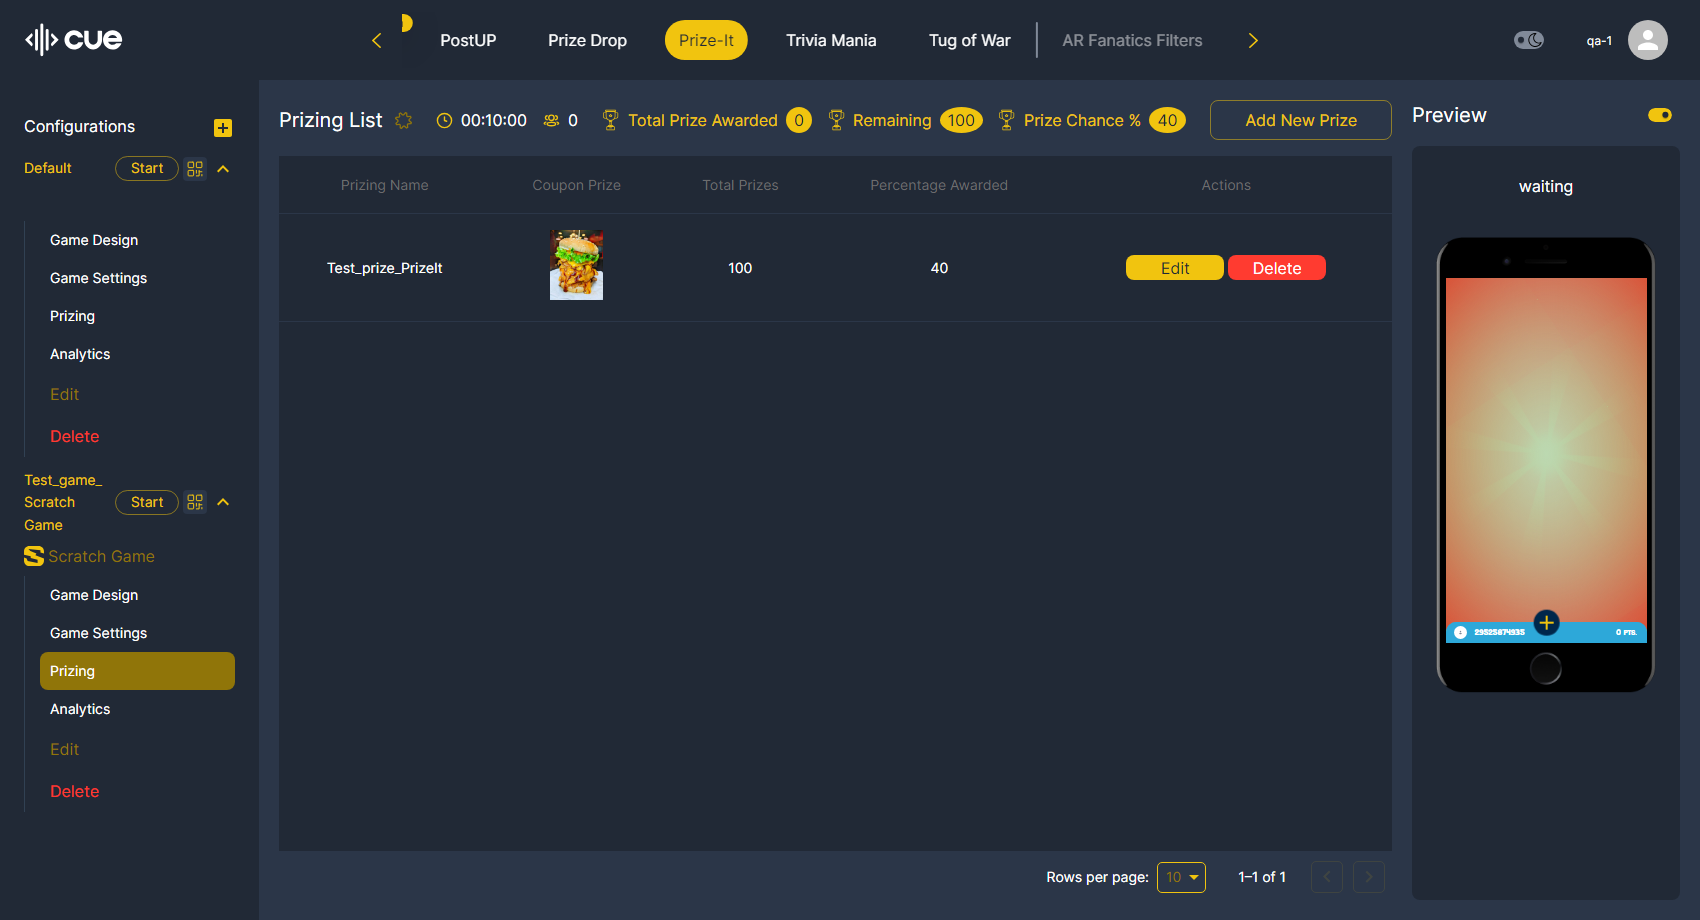 cue
PostUP
Prize Drop
Prize-It
Trivia Mania
Tug of War
AR Fanatics Filters
qa-1
Configurations
Default
Start
Game Design
Game Settings
Prizing
Analytics
Edit
Delete
Test_game_
Scratch
Game
Start
Scratch Game
Game Design
Game Settings
Prizing
Analytics
Edit
Delete
Prizing List
00:10:00
0
Total Prize Awarded 0
Remaining 100
Prize Chance % 40
Add New Prize
Prizing Name
Coupon Prize
Total Prizes
Percentage Awarded
Actions
Test_prize_PrizeIt
100
40
Edit
Delete
Rows per page: 10
1–1 of 1
Preview
waiting
0 PTS.